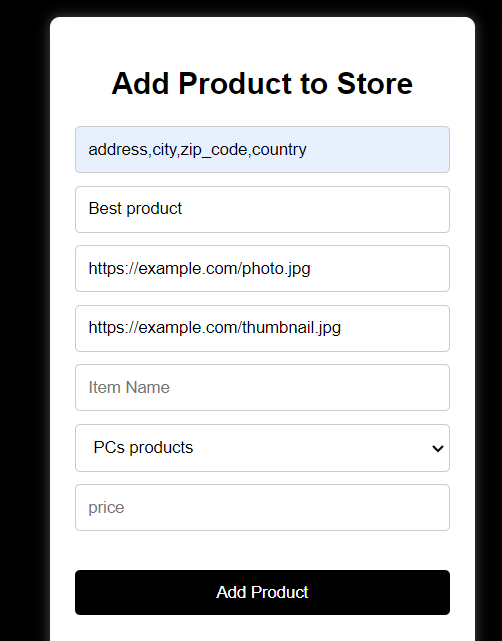 Add Product to Store
address,city,zip_code,country
Best product
https://example.com/photo.jpg
https://example.com/thumbnail.jpg
Item Name
PCs products
price
Add Product